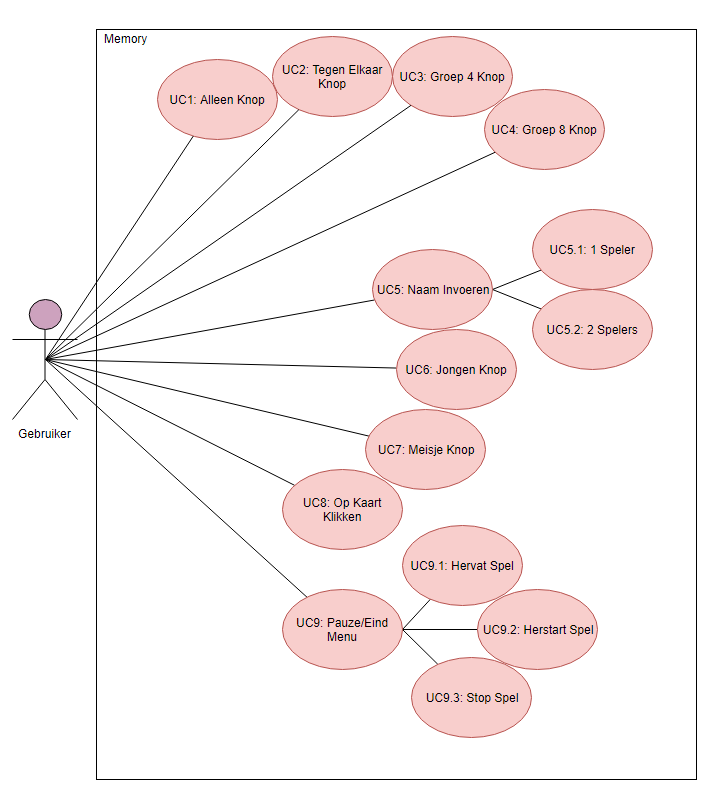 Memory
UC1: Alleen Knop
UC2: Tegen Elkaar
Knop
UC3: Groep 4 Knop
UC4: Groep 8 Knop
UC5: Naam Invoeren
UC5.1: 1 Speler
UC5.2: 2 Spelers
UC6: Jongen Knop
Gebruiker
UC7: Meisje Knop
UC8: Op Kaart
Klikken
UC9: Pauze/Eind
Menu
UC9.1: Hervat Spel
UC9.2: Herstart Spel
UC9.3: Stop Spel